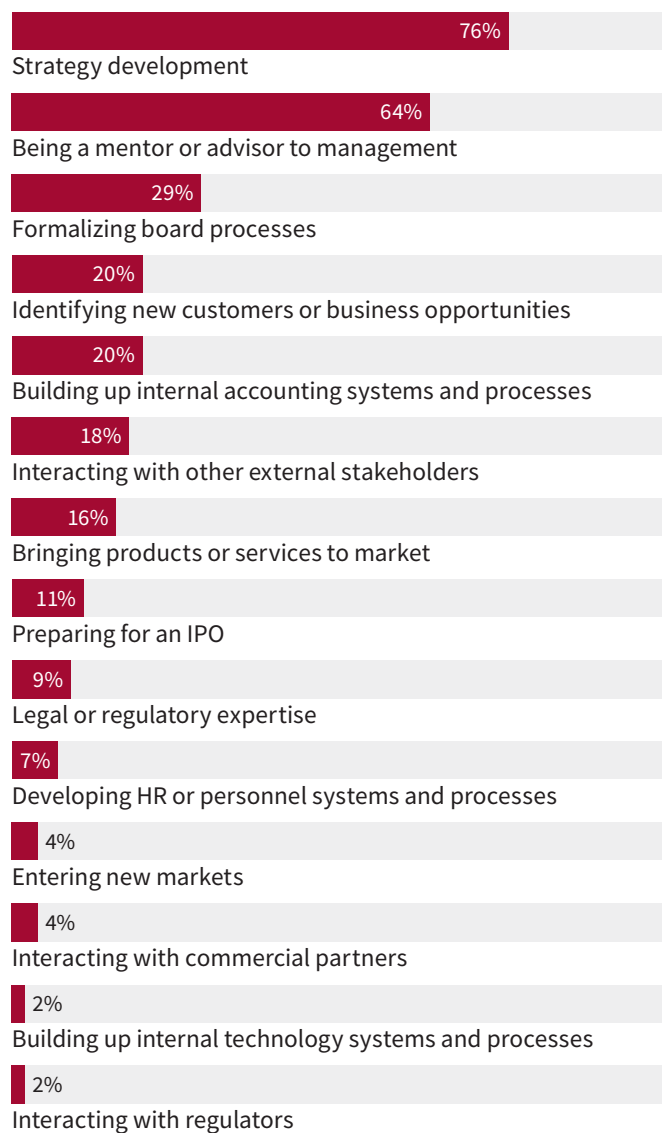 76%
Strategy development
64%
Being a mentor or advisor to management
29%
Formalizing board processes
20%
Identifying new customers or business opportunities
20%
Building up internal accounting systems and processes
18%
Interacting with other external stakeholders
16%
Bringing products or services to market
11%
Preparing for an IPO
9%
Legal or regulatory expertise
7%
Developing HR or personnel systems and processes
4%
Entering new markets
4%
Interacting with commercial partners
2%
Building up internal technology systems and processes
2%
Interacting with regulators